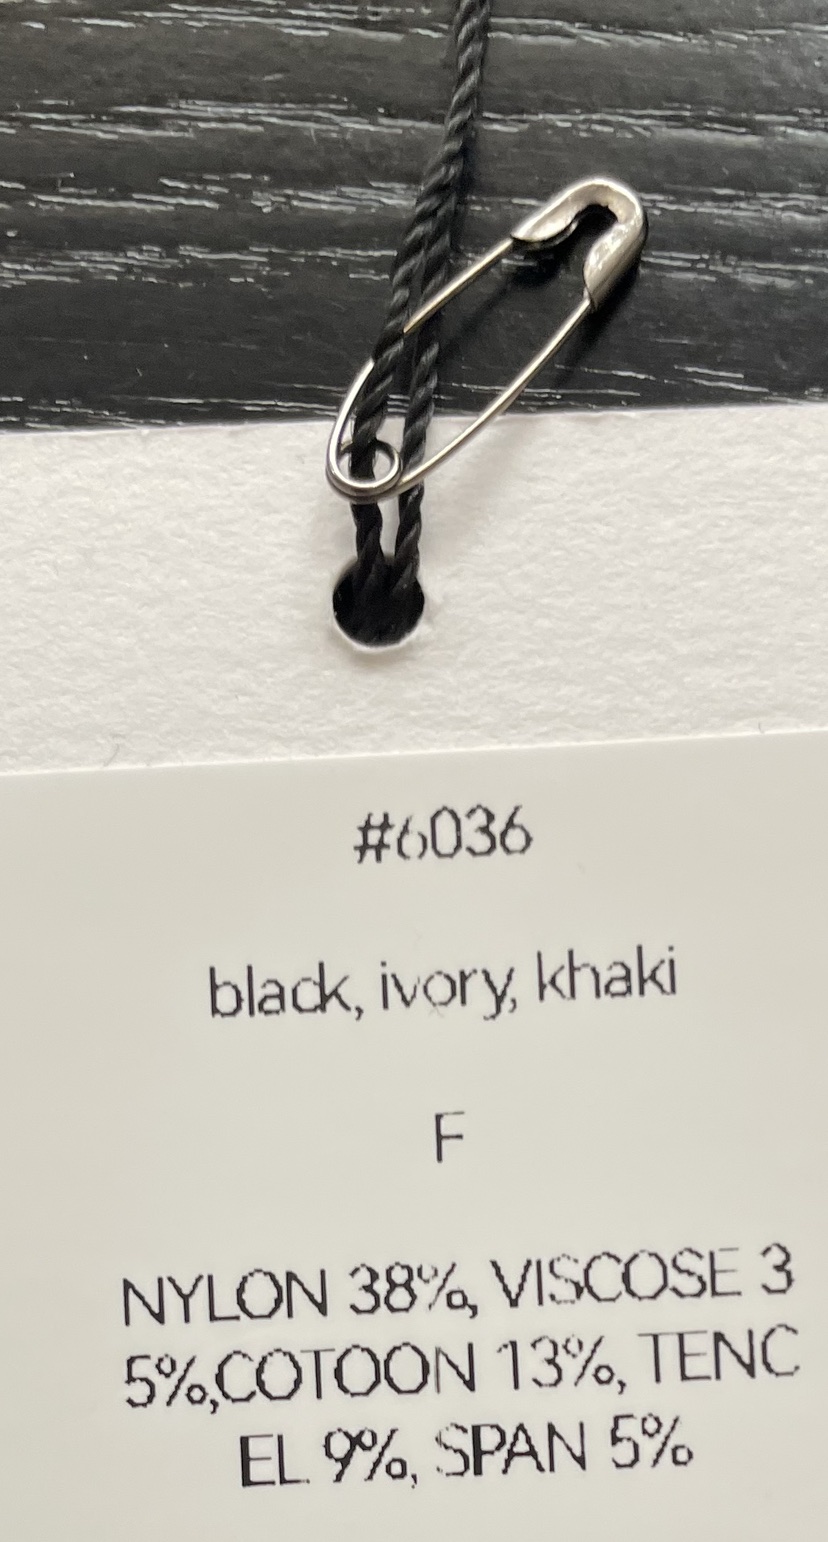 #6036
black, ivory, khaki
F
NYLON 38%, VISCOSE 3
5%,COTOON 13%, TENC
EL 9%, SPAN 5%